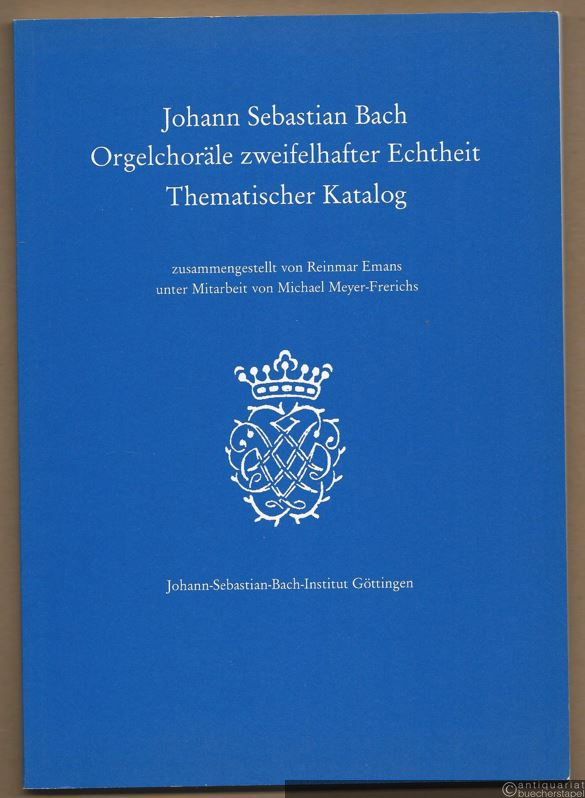 Johann Sebastian Bach
Orgelchoräle zweifelhafter Echtheit
Thematischer Katalog
zusammengestellt von Reinmar Emans
unter Mitarbeit von Michael Meyer-Frerichs
Johann-Sebastian-Bach-Institut Göttingen
©antiquariat
buecherstapel